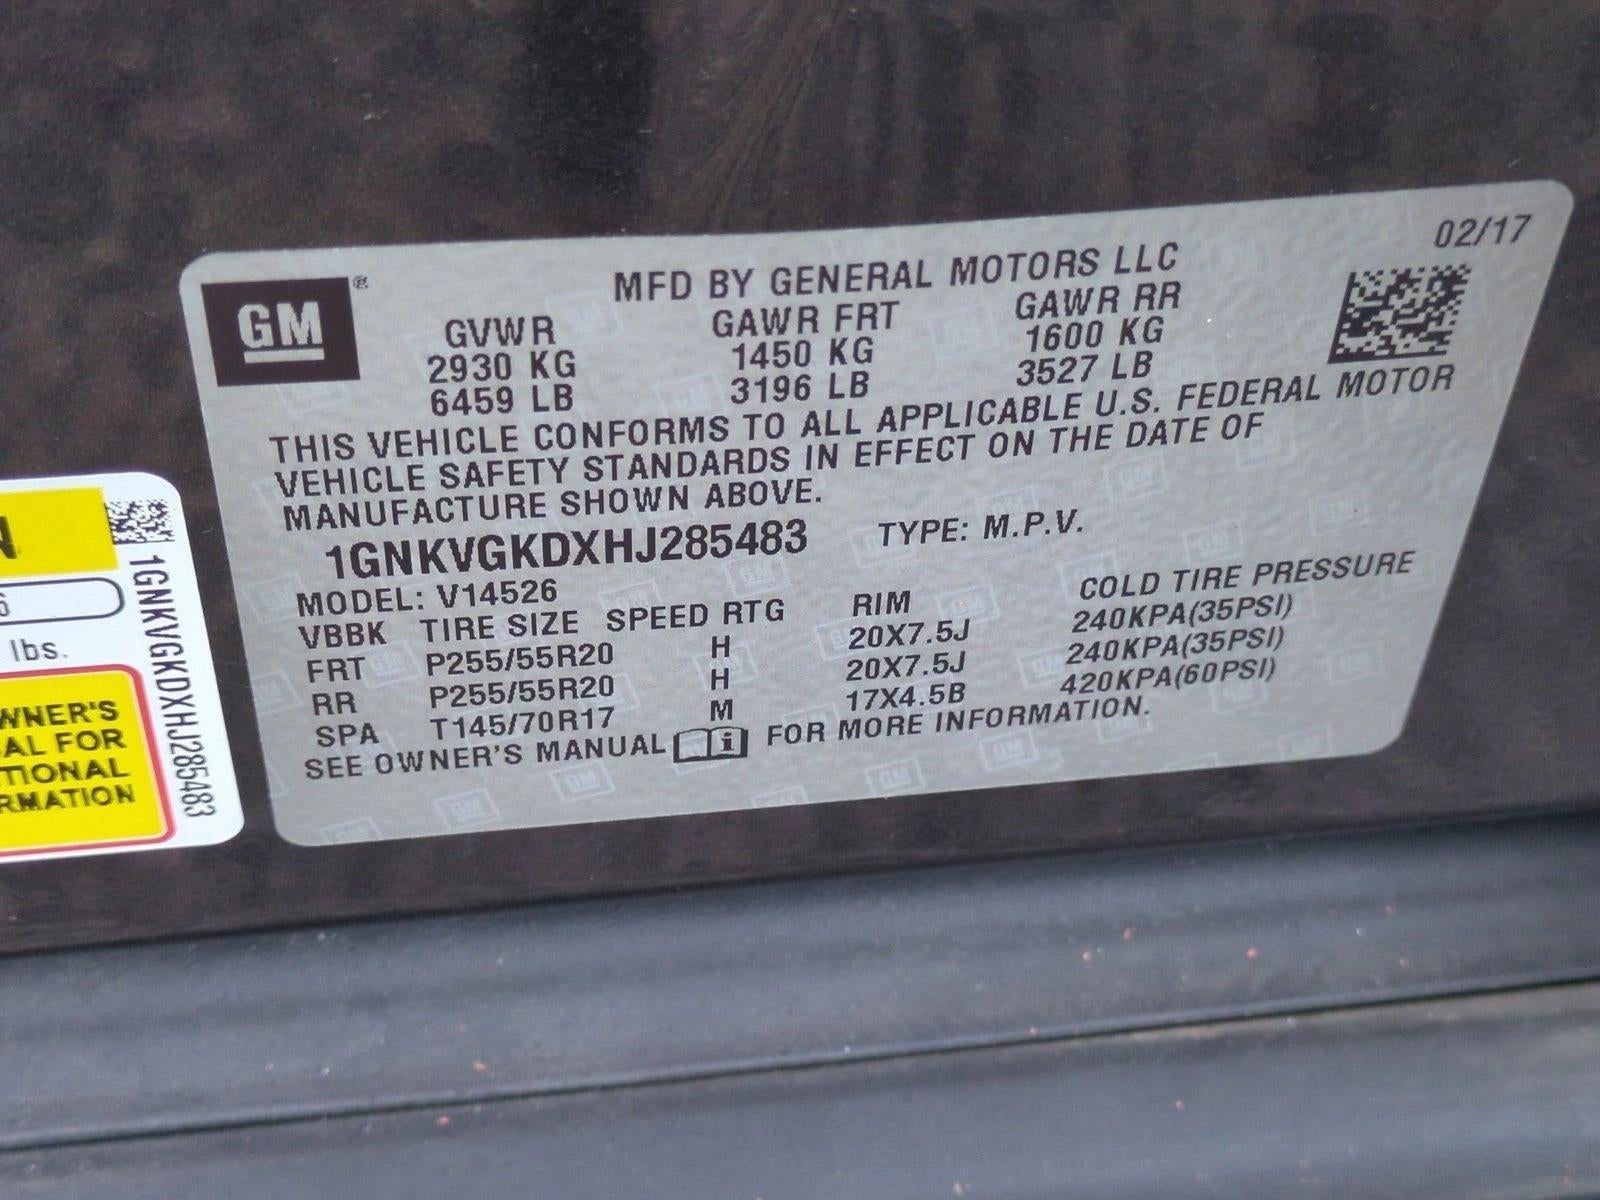 02/17
GM®
MFD BY GENERAL MOTORS LLC
GVWR GAWR FRT GAWR RR
2930 KG 1450 KG 1600 KG
6459 LB 3196 LB 3527 LB
THIS VEHICLE CONFORMS TO ALL APPLICABLE U.S. FEDERAL MOTOR
VEHICLE SAFETY STANDARDS IN EFFECT ON THE DATE OF
MANUFACTURE SHOWN ABOVE.
1GNKVGKDXHJ285483 TYPE: M.P.V.
MODEL: V14526
VBBK TIRE SIZE SPEED RTG RIM COLD TIRE PRESSURE
FRT P255/55R20 H 20X7.5J 240KPA(35PSI)
RR P255/55R20 H 20X7.5J 240KPA(35PSI)
SPA T145/70R17 M 17X4.5B 420KPA(60PSI)
SEE OWNER'S MANUAL i FOR MORE INFORMATION.
N
6
lbs.
WNER'S
AL FOR
TIONAL
RMATION
1GNKVGKDXHJ285483